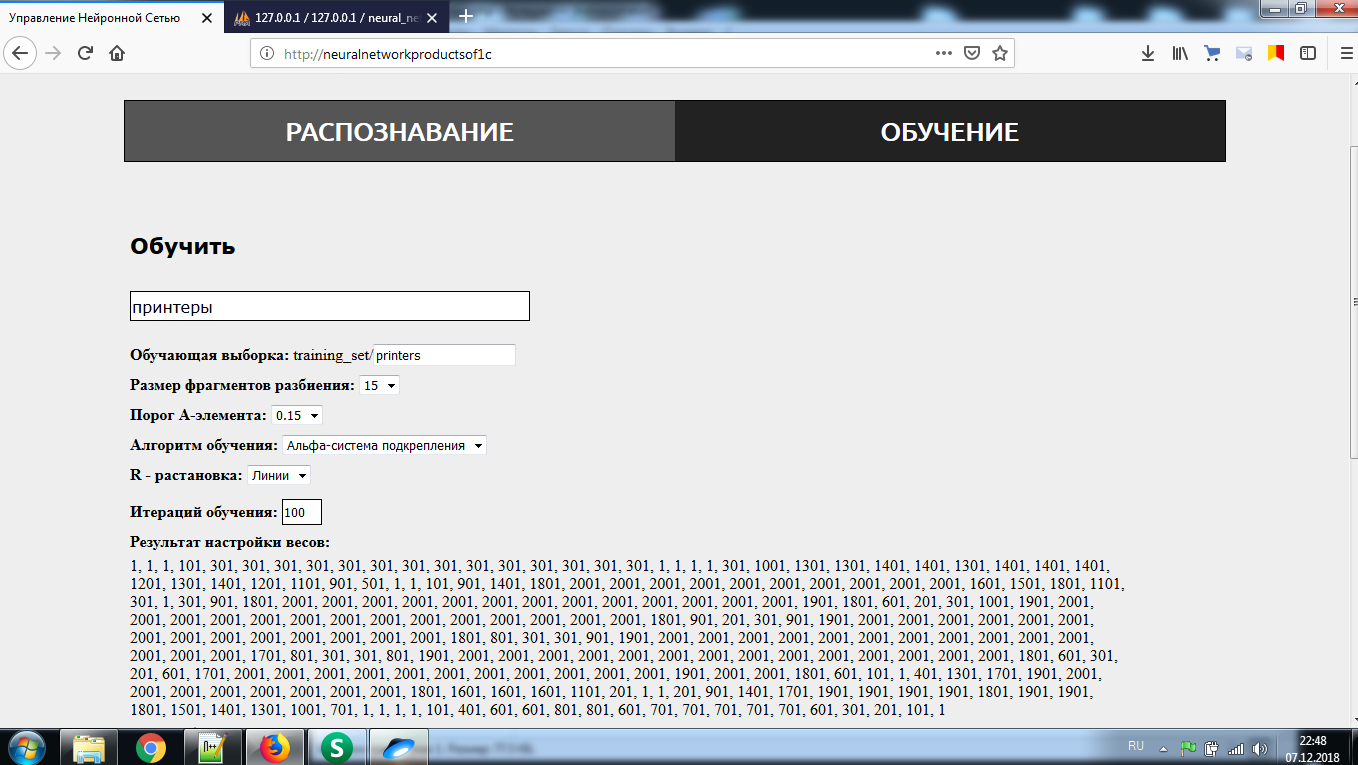 Управление Нейронной Сетью
127.0.0.1 / 127.0.0.1 / neural_ne
http://neuralnetworkproductsof1c
РАСПОЗНАВАНИЕ
ОБУЧЕНИЕ
Обучить
принтеры
Обучающая выборка: training_set/printers
Размер фрагментов разбиения: 15
Порог А-элемента: 0.15
Алгоритм обучения: Альфа-система подкрепления
R - растановка: Линии
Итераций обучения: 100
Результат настройки весов:
1, 1, 1, 101, 301, 301, 301, 301, 301, 301, 301, 301, 301, 301, 301, 301, 301, 301, 1, 1, 1, 1, 301, 1001, 1301, 1301, 1401, 1401, 1301, 1401, 1401, 1401,
1201, 1301, 1401, 1201, 1101, 901, 501, 1, 1, 101, 901, 1401, 1801, 2001, 2001, 2001, 2001, 2001, 2001, 2001, 2001, 2001, 2001, 1601, 1501, 1801, 1101,
301, 1, 301, 901, 1801, 2001, 2001, 2001, 2001, 2001, 2001, 2001, 2001, 2001, 2001, 2001, 2001, 2001, 1901, 1801, 601, 201, 301, 1001, 1901, 2001,
2001, 2001, 2001, 2001, 2001, 2001, 2001, 2001, 2001, 2001, 2001, 2001, 2001, 1801, 901, 201, 301, 901, 1901, 2001, 2001, 2001, 2001, 2001, 2001,
2001, 2001, 2001, 2001, 2001, 2001, 2001, 2001, 1801, 801, 301, 301, 901, 1901, 2001, 2001, 2001, 2001, 2001, 2001, 2001, 2001, 2001, 2001, 2001,
2001, 2001, 2001, 1701, 801, 301, 301, 801, 1901, 2001, 2001, 2001, 2001, 2001, 2001, 2001, 2001, 2001, 2001, 2001, 2001, 2001, 2001, 1801, 601, 301,
201, 601, 1701, 2001, 2001, 2001, 2001, 2001, 2001, 2001, 2001, 2001, 2001, 2001, 1901, 2001, 2001, 1801, 601, 101, 1, 401, 1301, 1701, 1901, 2001,
2001, 2001, 2001, 2001, 2001, 2001, 2001, 1801, 1601, 1601, 1601, 1101, 201, 1, 1, 201, 901, 1401, 1701, 1901, 1901, 1901, 1901, 1801, 1901, 1901,
1801, 1501, 1401, 1301, 1001, 701, 1, 1, 1, 1, 101, 401, 601, 601, 801, 801, 601, 701, 701, 701, 701, 701, 601, 301, 201, 101, 1
RU
22:48
07.12.2018